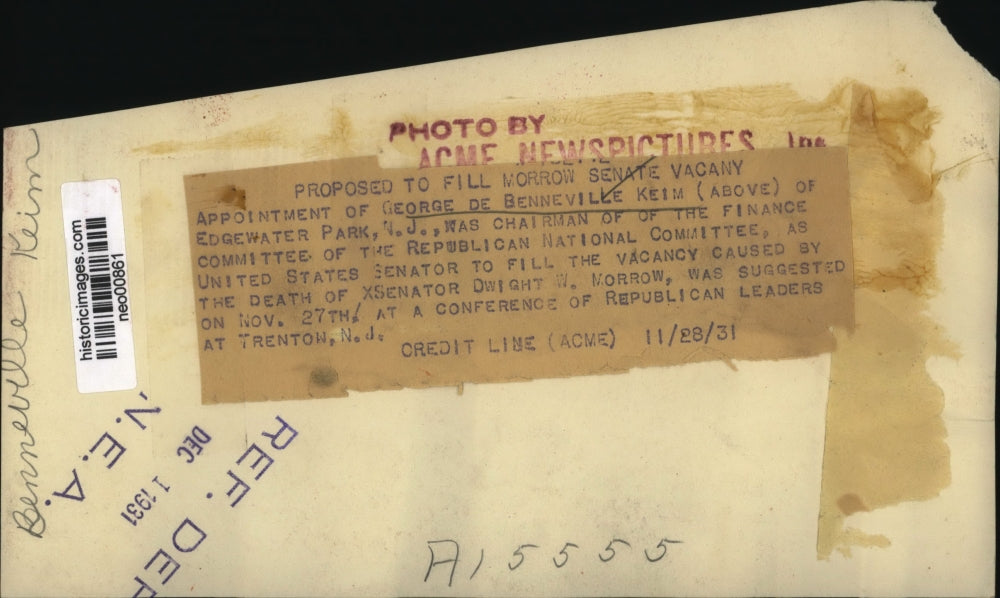 PHOTO BY
ACME NEWSPICTURES, Inc
PROPOSED TO FILL MORROW SENATE VACANY
APPOINTMENT OF GEORGE DE BENNEVILLE KEIM (ABOVE) OF
EDGEWATER PARK, N.J., WAS CHAIRMAN OF OF THE FINANCE
COMMITTEE OF THE REPUBLICAN NATIONAL COMMITTEE, AS
UNITED STATES SENATOR TO FILL THE VACANCY CAUSED BY
THE DEATH OF XSENATOR DWIGHT W. MORROW, WAS SUGGESTED
ON NOV. 27TH, AT A CONFERENCE OF REPUBLICAN LEADERS
AT TRENTON, N.J.
CREDIT LINE (ACME) 11/28/31
historicimages.com
neo00861
Benneville Keim
N.E.A.
DEC 1 1931
REF. DEP
A15555